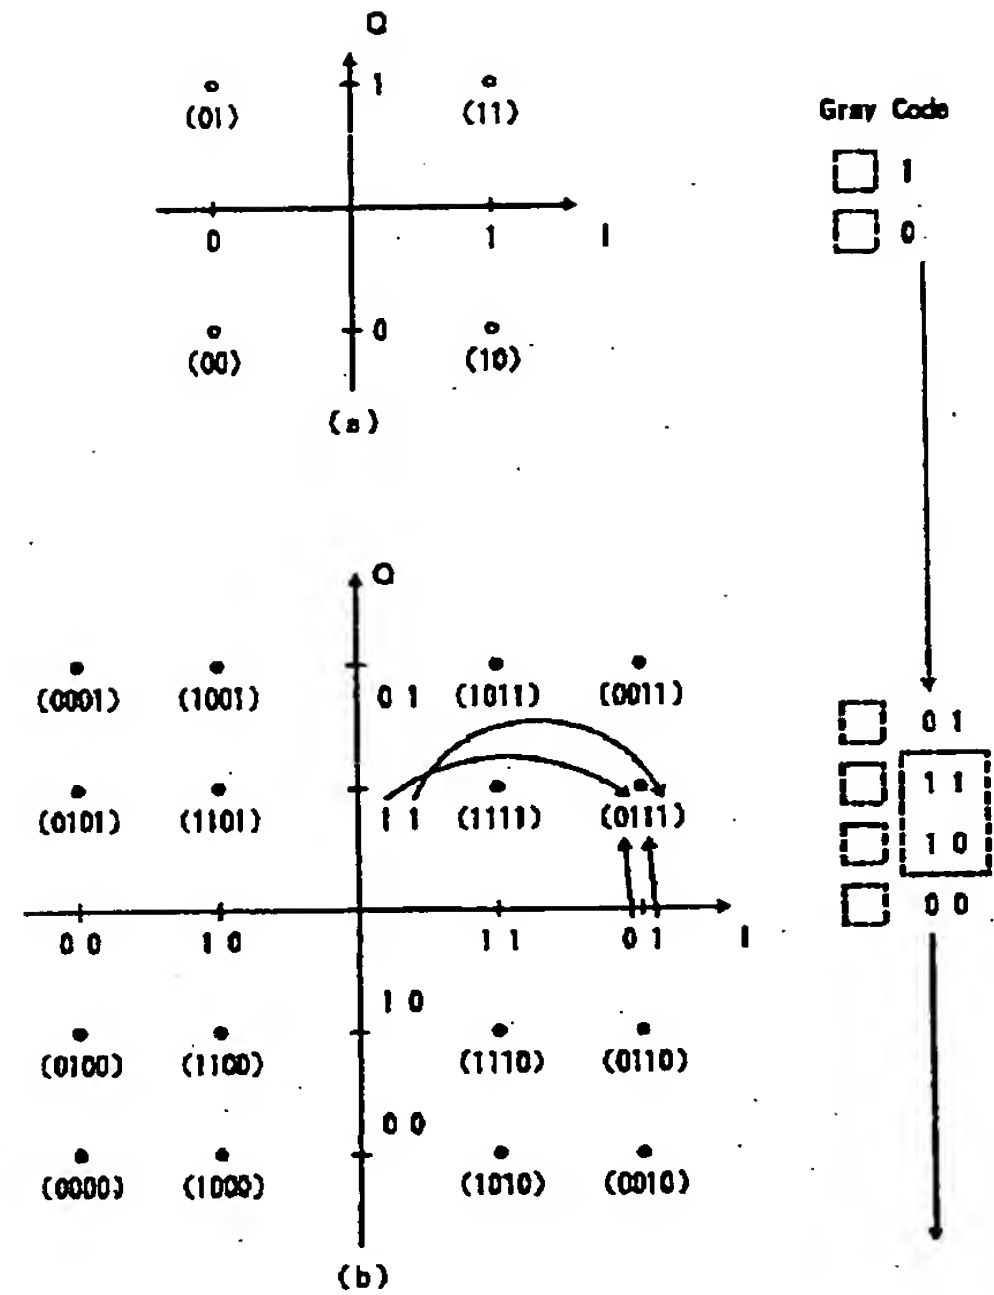 Q
1
(01) (11)
0 1 I
0
(00) (10)
(a)
Gray Code
1
0
Q
(0001) (1001) 0 1 (1011) (0011)
(0101) (1101) 1 1 (1111) (0111)
0 0 1 0 1 1 0 1 I
1 0
(0100) (1100) (1110) (0110)
0 0
(0000) (1000) (1010) (0010)
(b)
0 1
1 1
1 0
0 0